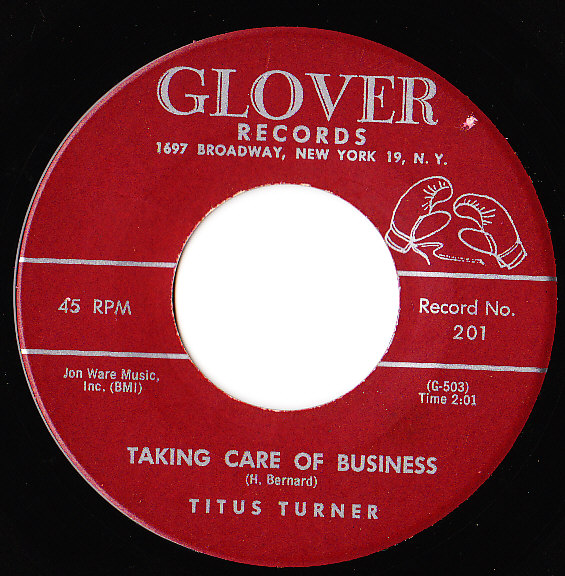 GLOVER
RECORDS
1697 BROADWAY, NEW YORK 19, N. Y.
45 RPM
Record No.
201
Jon Ware Music,
Inc, (BMI)
(G-503)
Time 2:01
TAKING CARE OF BUSINESS
(H. Bernard)
TITUS TURNER